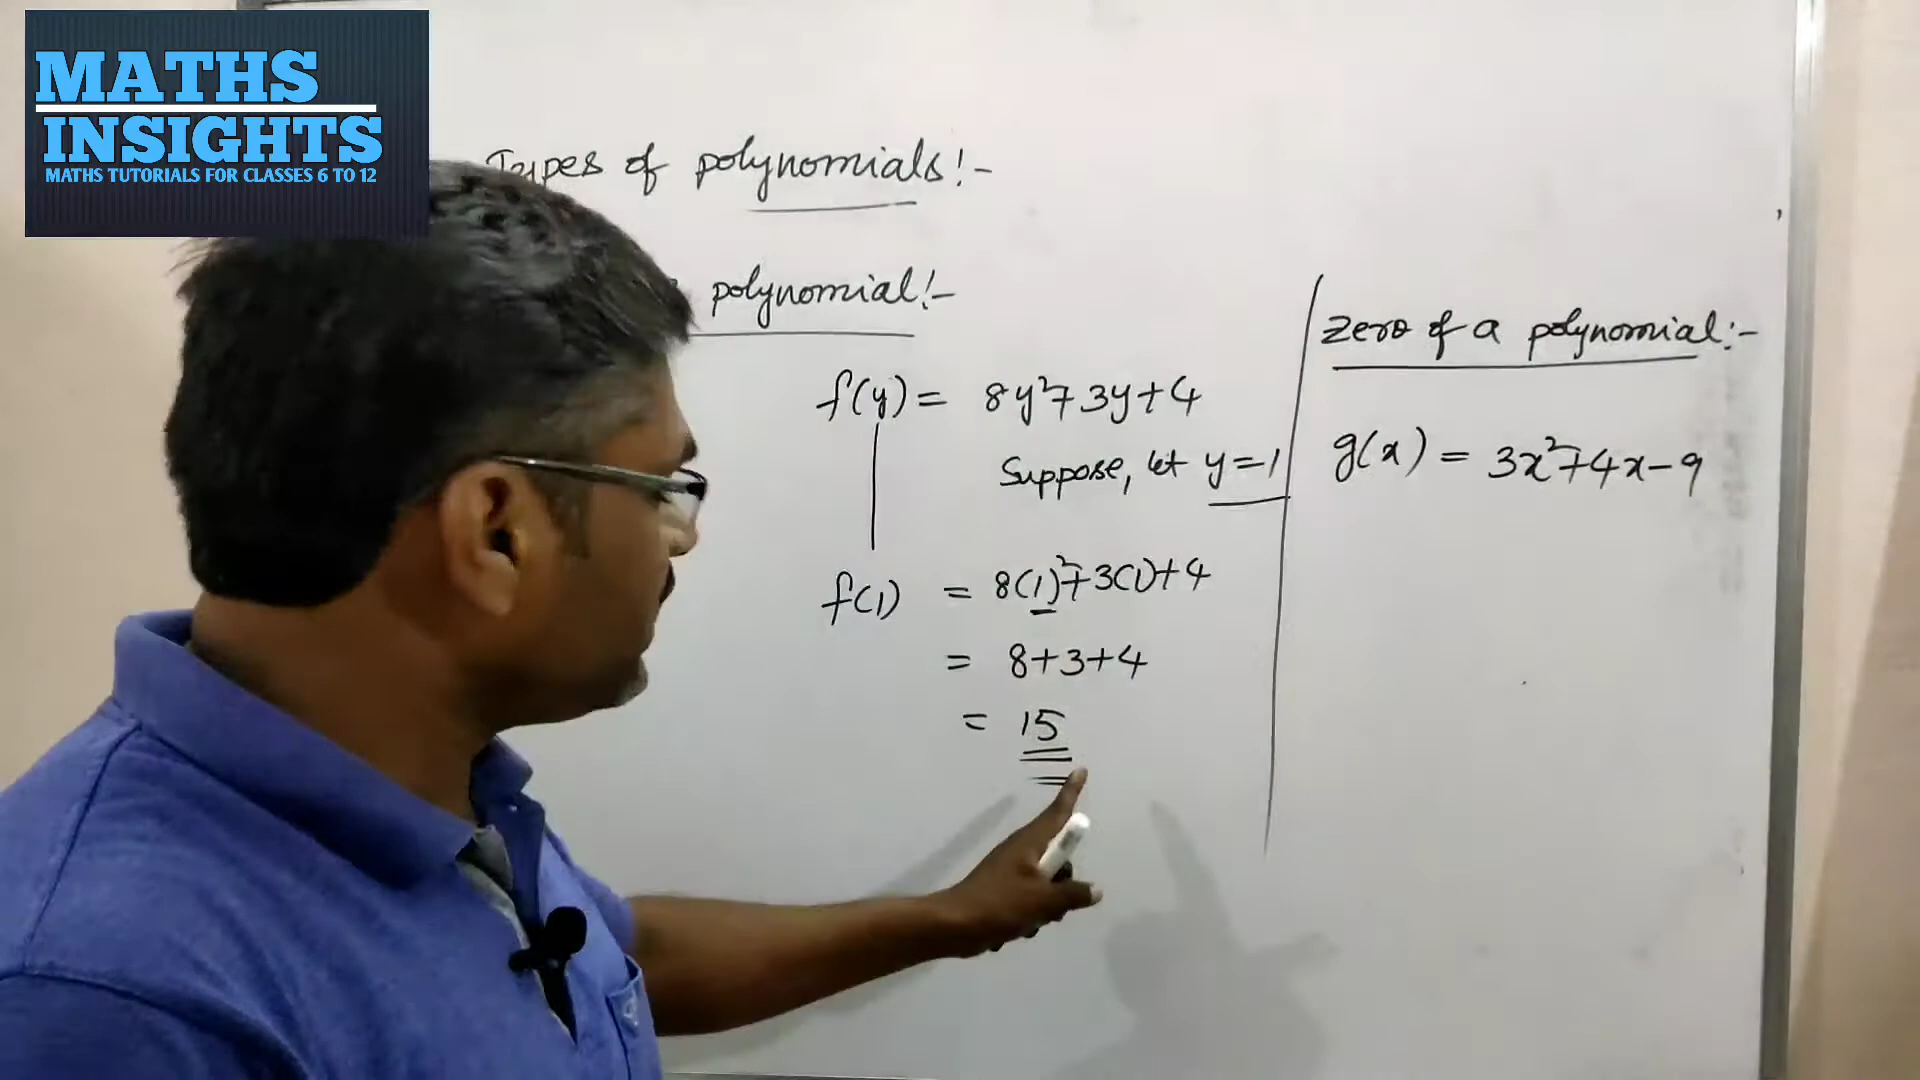 MATHS
INSIGHTS
MATHS TUTORIALS FOR CLASSES 6 TO 12
Types of polynomials:-
polynomial:-
f(y) = 8y²+3y+4
Suppose, let y=1
f(1) = 8(1)²+3(1)+4
= 8+3+4
= 15
Zero of a polynomial:-
g(x) = 3x²+4x-9